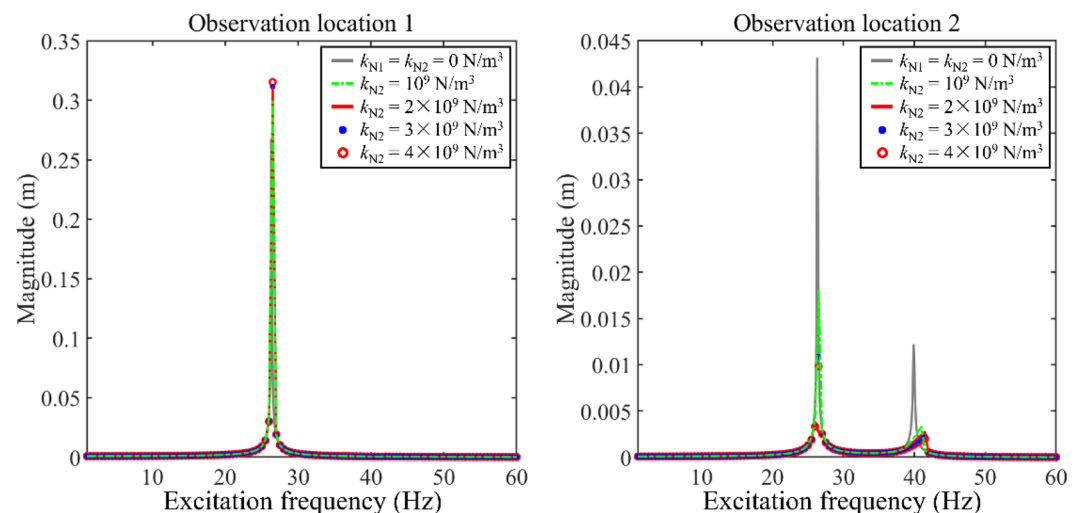 Observation location 1
0.35
0.3
0.25
0.2
0.15
0.1
0.05
0
Magnitude (m)
10 20 30 40 50 60
Excitation frequency (Hz)
kN1 = kN2 = 0 N/m³
kN2 = 10⁹ N/m³
kN2 = 2×10⁹ N/m³
kN2 = 3×10⁹ N/m³
kN2 = 4×10⁹ N/m³
Observation location 2
0.045
0.04
0.035
0.03
0.025
0.02
0.015
0.01
0.005
0
Magnitude (m)
10 20 30 40 50 60
Excitation frequency (Hz)
kN1 = kN2 = 0 N/m³
kN2 = 10⁹ N/m³
kN2 = 2×10⁹ N/m³
kN2 = 3×10⁹ N/m³
kN2 = 4×10⁹ N/m³